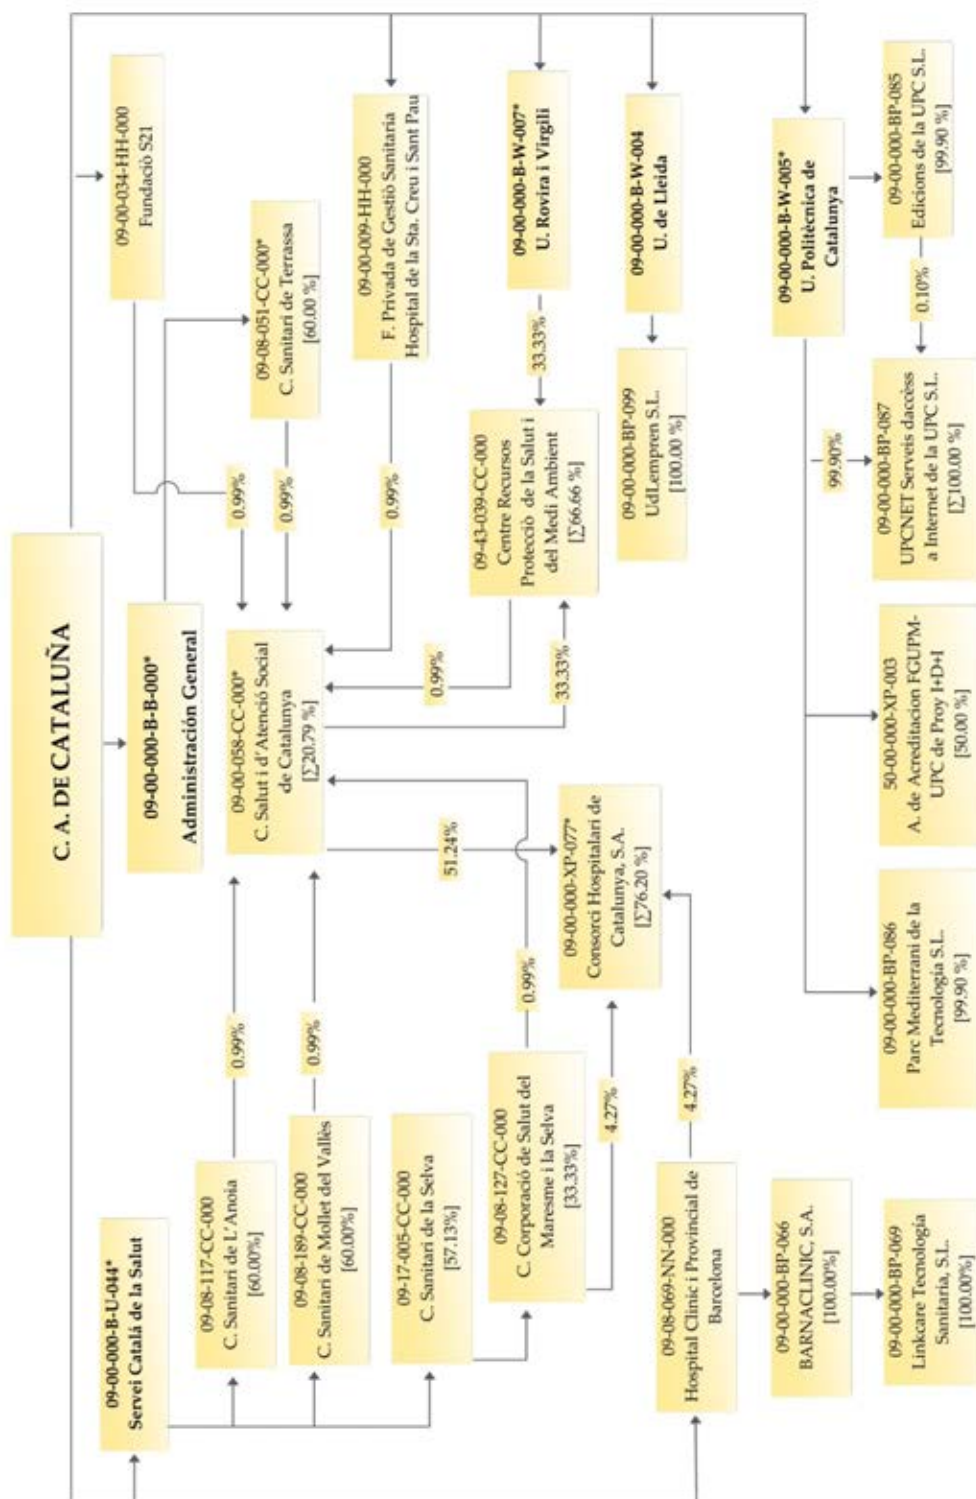 C. A. DE CATALUÑA
09-00-000-B-U-044*
Servei Catalá de la Salut
09-00-000-B-B-000*
Administración General
09-00-034-HH-000
Fundació S21
09-08-117-CC-000
C. Sanitari de L'Anoia
[60.00%]
0.99%
09-00-058-CC-000*
C. Salut i d'Atenció Social
de Catalunya
[∑20.79 %]
0.99%
09-08-051-CC-000*
C. Sanitari de Terrassa
[60.00 %]
0.99%
09-08-189-CC-000
C. Sanitari de Mollet del Vallès
[60.00%]
0.99%
09-00-009-HH-000
F. Privada de Gestiò Sanitaria
Hospital de la Sta. Creu i Sant Pau
0.99%
09-17-005-CC-000
C. Sanitari de la Selva
[57.13%]
51.24%
0.99%
09-08-127-CC-000
C. Corporació de Salut del
Maresme i la Selva
[33.33%]
0.99%
4.27%
09-00-000-XP-077*
Consorci Hospitalari de
Catalunya, S.A.
[∑76.20 %]
33.33%
09-43-039-CC-000
Centre Recursos
Protecció de la Salut i
del Medi Ambient
[∑66.66 %]
33.33%
09-00-000-B-W-007*
U. Rovira i Virgili
09-00-000-BP-099
UdLempren S.L.
[100.00 %]
09-00-000-B-W-004
U. de Lleida
09-08-069-NN-000
Hospital Clinic i Provincial de
Barcelona
4.27%
09-00-000-BP-066
BARNACLINIC, S.A.
[100.00%]
09-00-000-B-W-005*
U. Politècnica de
Catalunya
99.90%
0.10%
09-00-000-BP-069
Linkcare Tecnología
Sanitaria, S.L.
[100.00%]
09-00-000-BP-086
Parc Mediterrani de la
Tecnologia S.L.
[99.90 %]
50-00-000-XP-003
A. de Acreditacion FGUPM-
UPC de Proy I+D+I
[50.00 %]
09-00-000-BP-087
UPCNET Serveis daccèss
a Internet de la UPC S.L.
[∑100.00 %]
09-00-000-BP-085
Edicions de la UPC S.L.
[99.90 %]